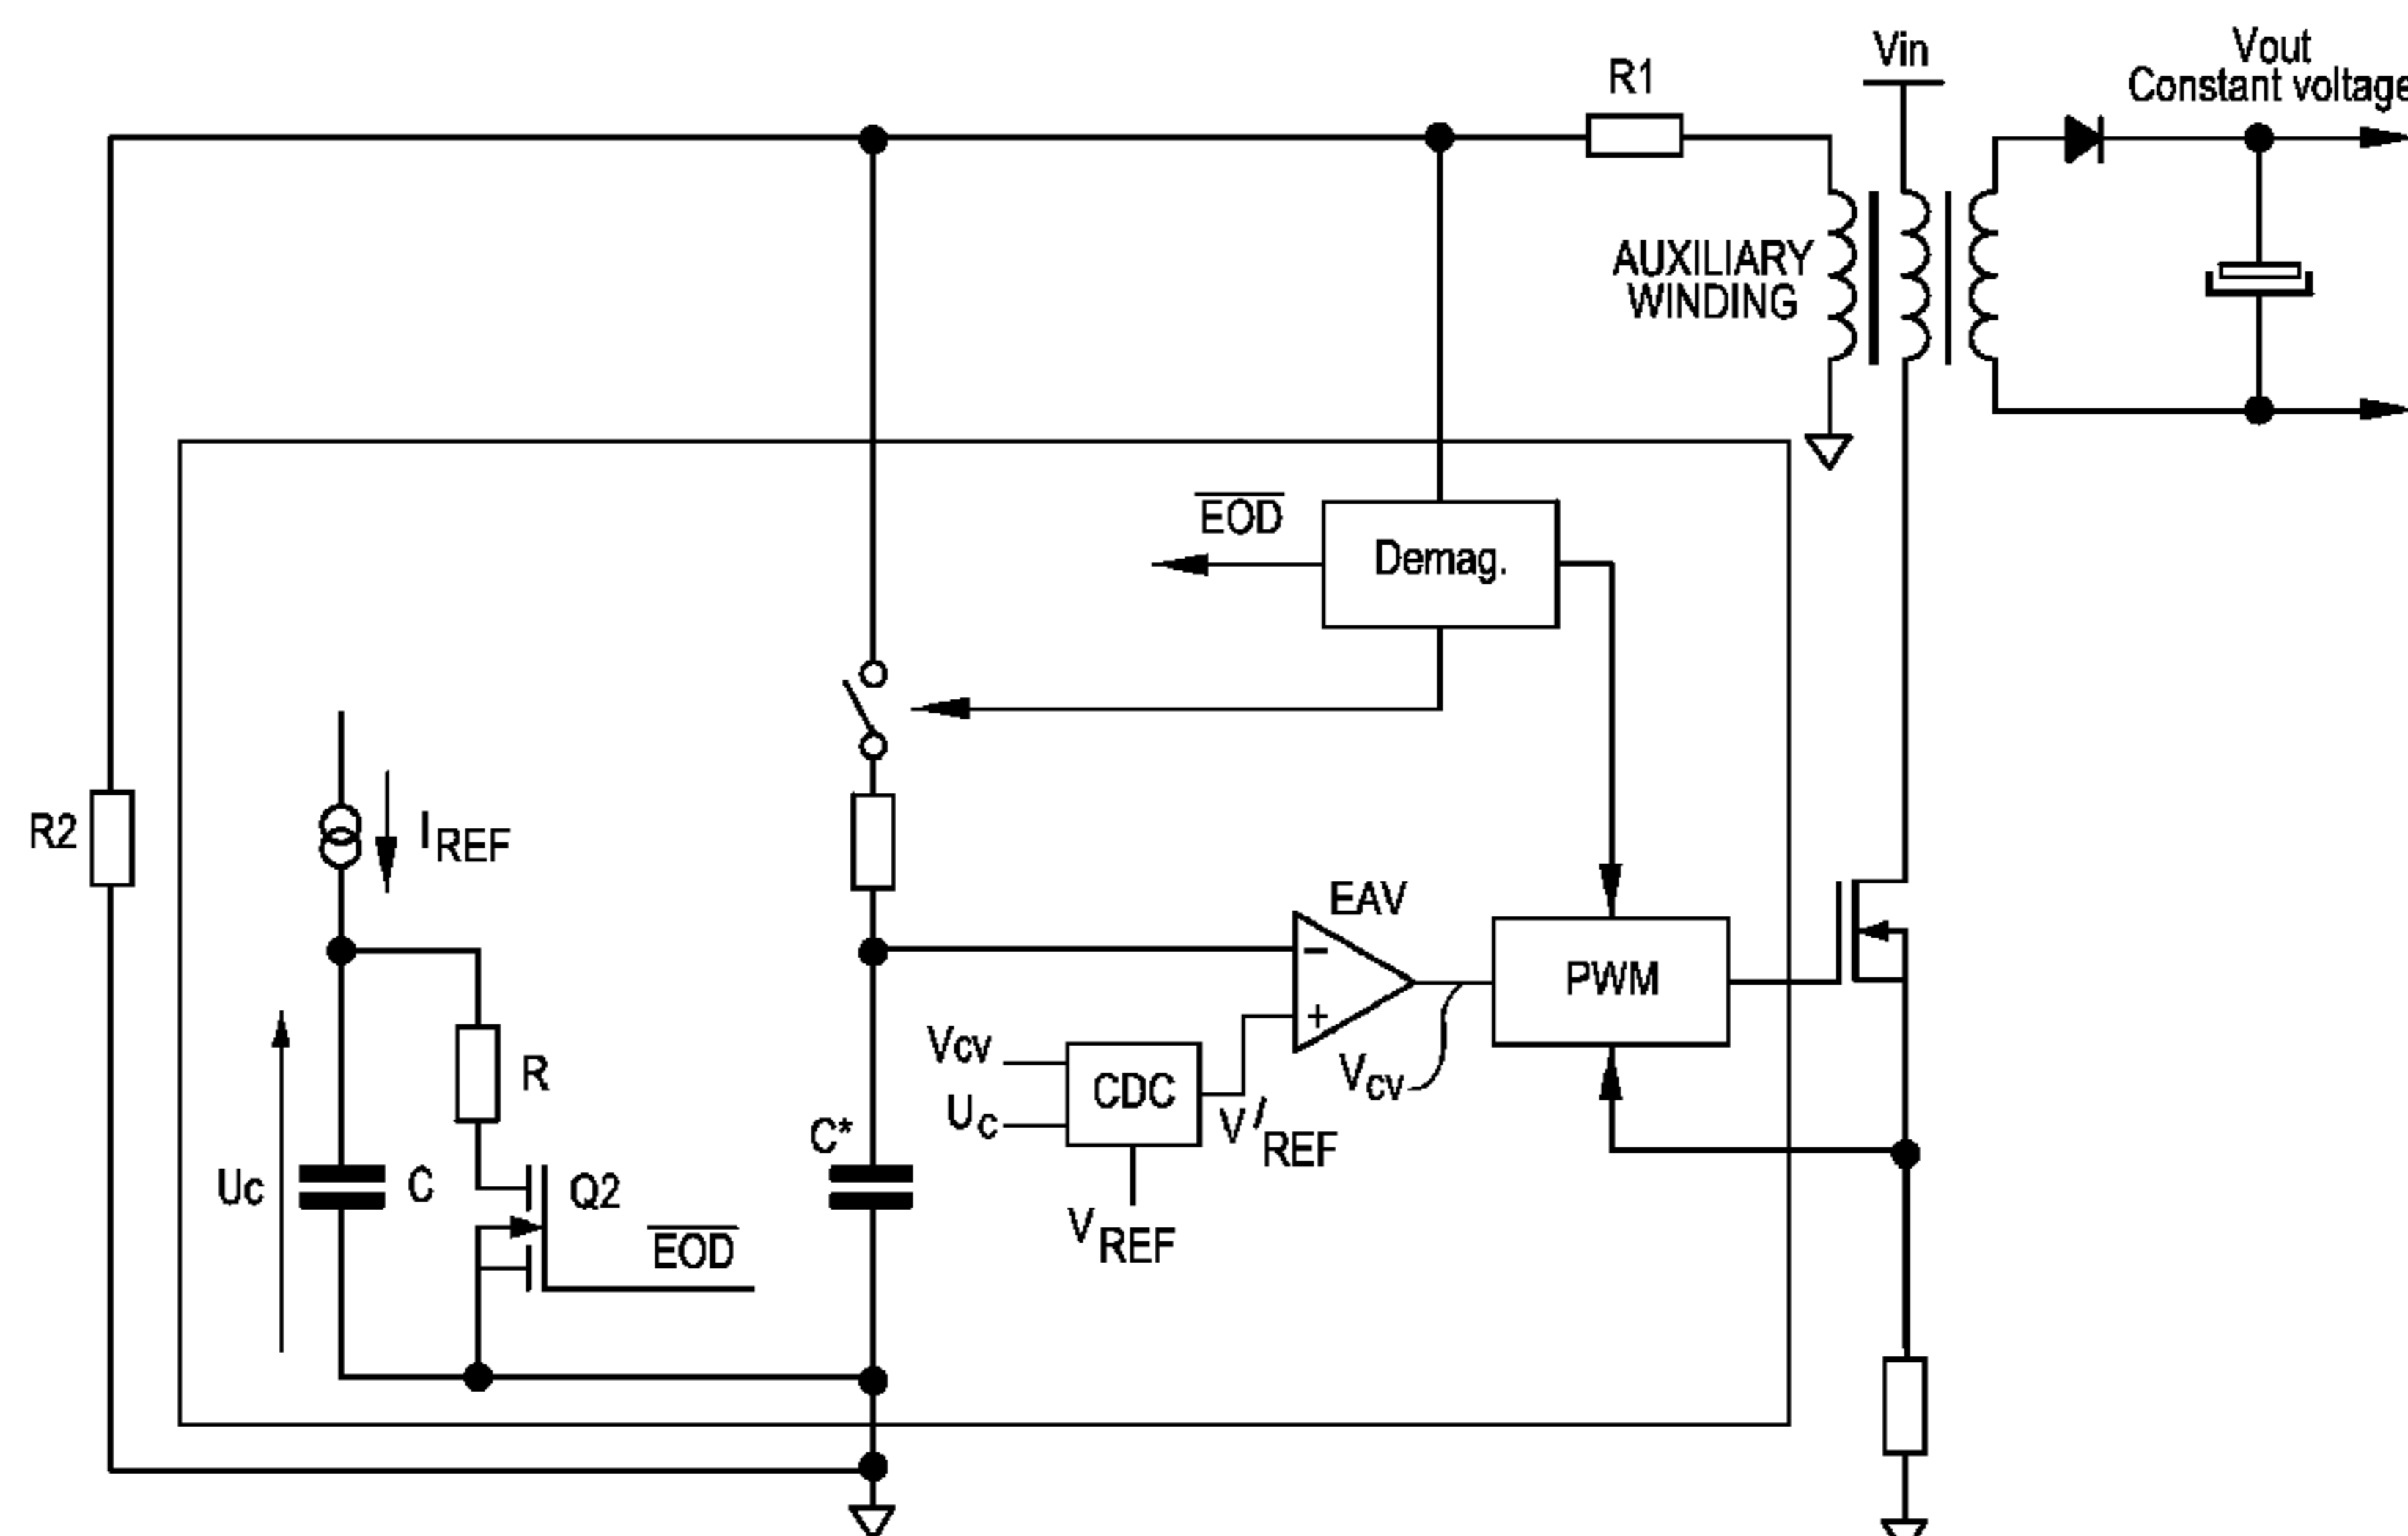 Vin
Vout
Constant voltage
R1
AUXILIARY
WINDING
EOD
Demag.
R2
IREF
EAV
PWM
Vcv
CDC
Uc
V/REF
Vcv
VREF
R
C*
Uc
C
Q2
EOD